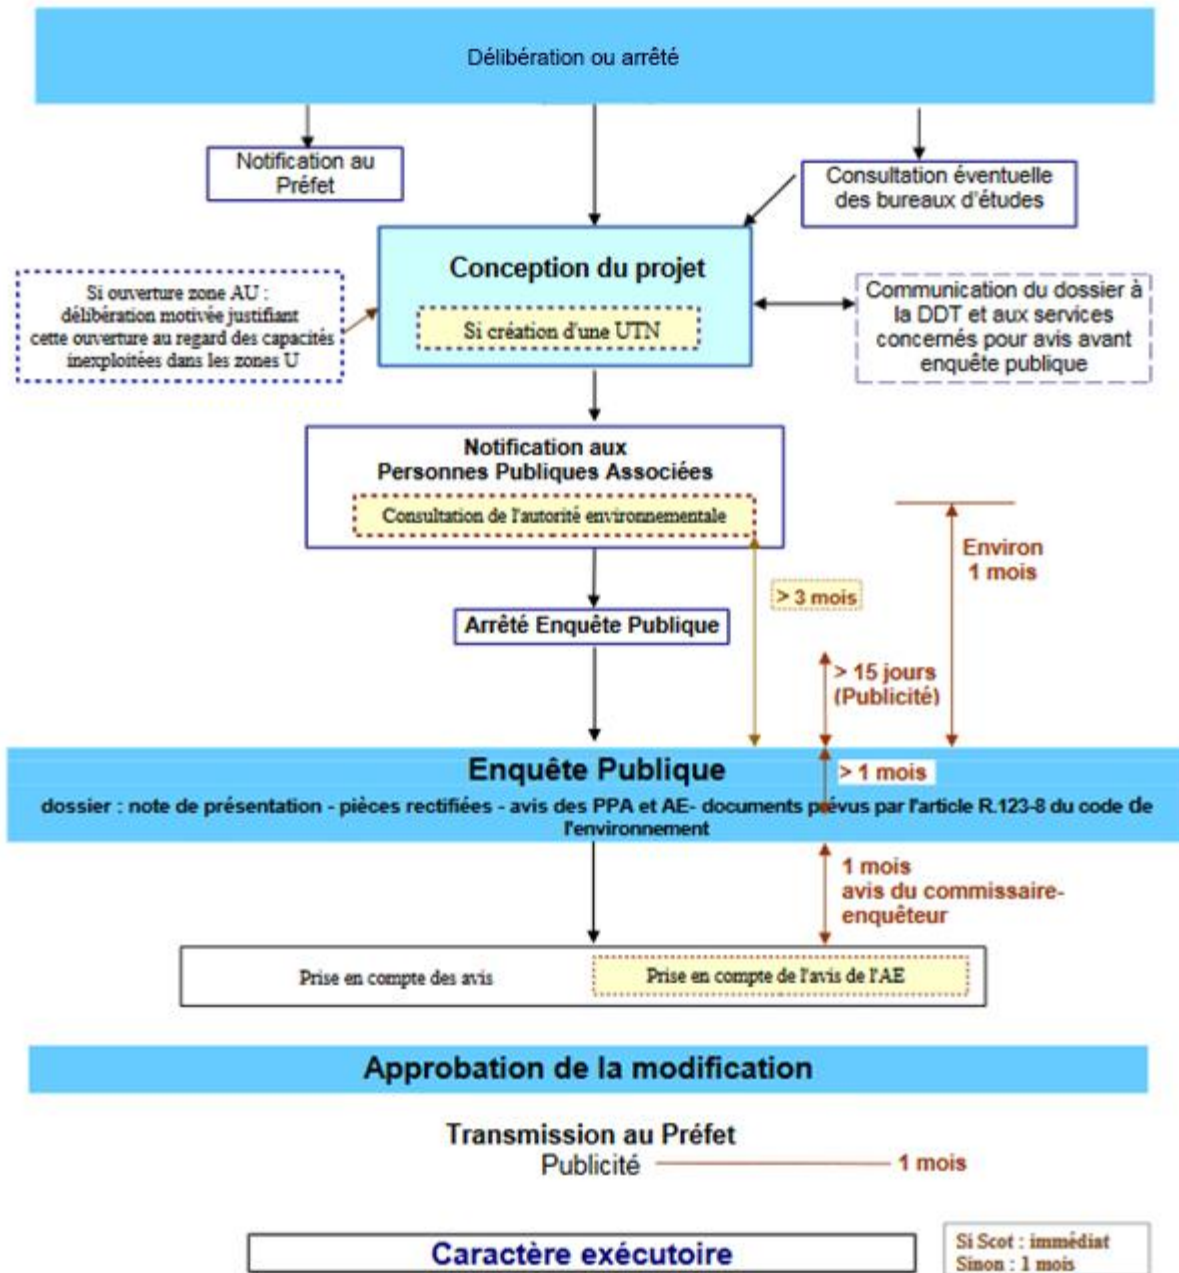 Délibération ou arrêté
Notification au
Préfet
Consultation éventuelle
des bureaux d'études
Conception du projet
Si création d'une UTN
Si ouverture zone AU :
délibération motivée justifiant
cette ouverture au regard des capacités
inexploitées dans les zones U
Communication du dossier à
la DDT et aux services
concernés pour avis avant
enquête publique
Notification aux
Personnes Publiques Associées
Consultation de l'autorité environnementale
Environ
1 mois
> 3 mois
Arrêté Enquête Publique
> 15 jours
(Publicité)
Enquête Publique
> 1 mois
dossier : note de présentation - pièces rectifiées - avis des PPA et AE- documents prévus par l'article R.123-8 du code de
l'environnement
1 mois
avis du commissaire-
enquêteur
Prise en compte des avis
Prise en compte de l'avis de l'AE
Approbation de la modification
Transmission au Préfet
Publicité
1 mois
Caractère exécutoire
Si Scot : immédiat
Sinon : 1 mois